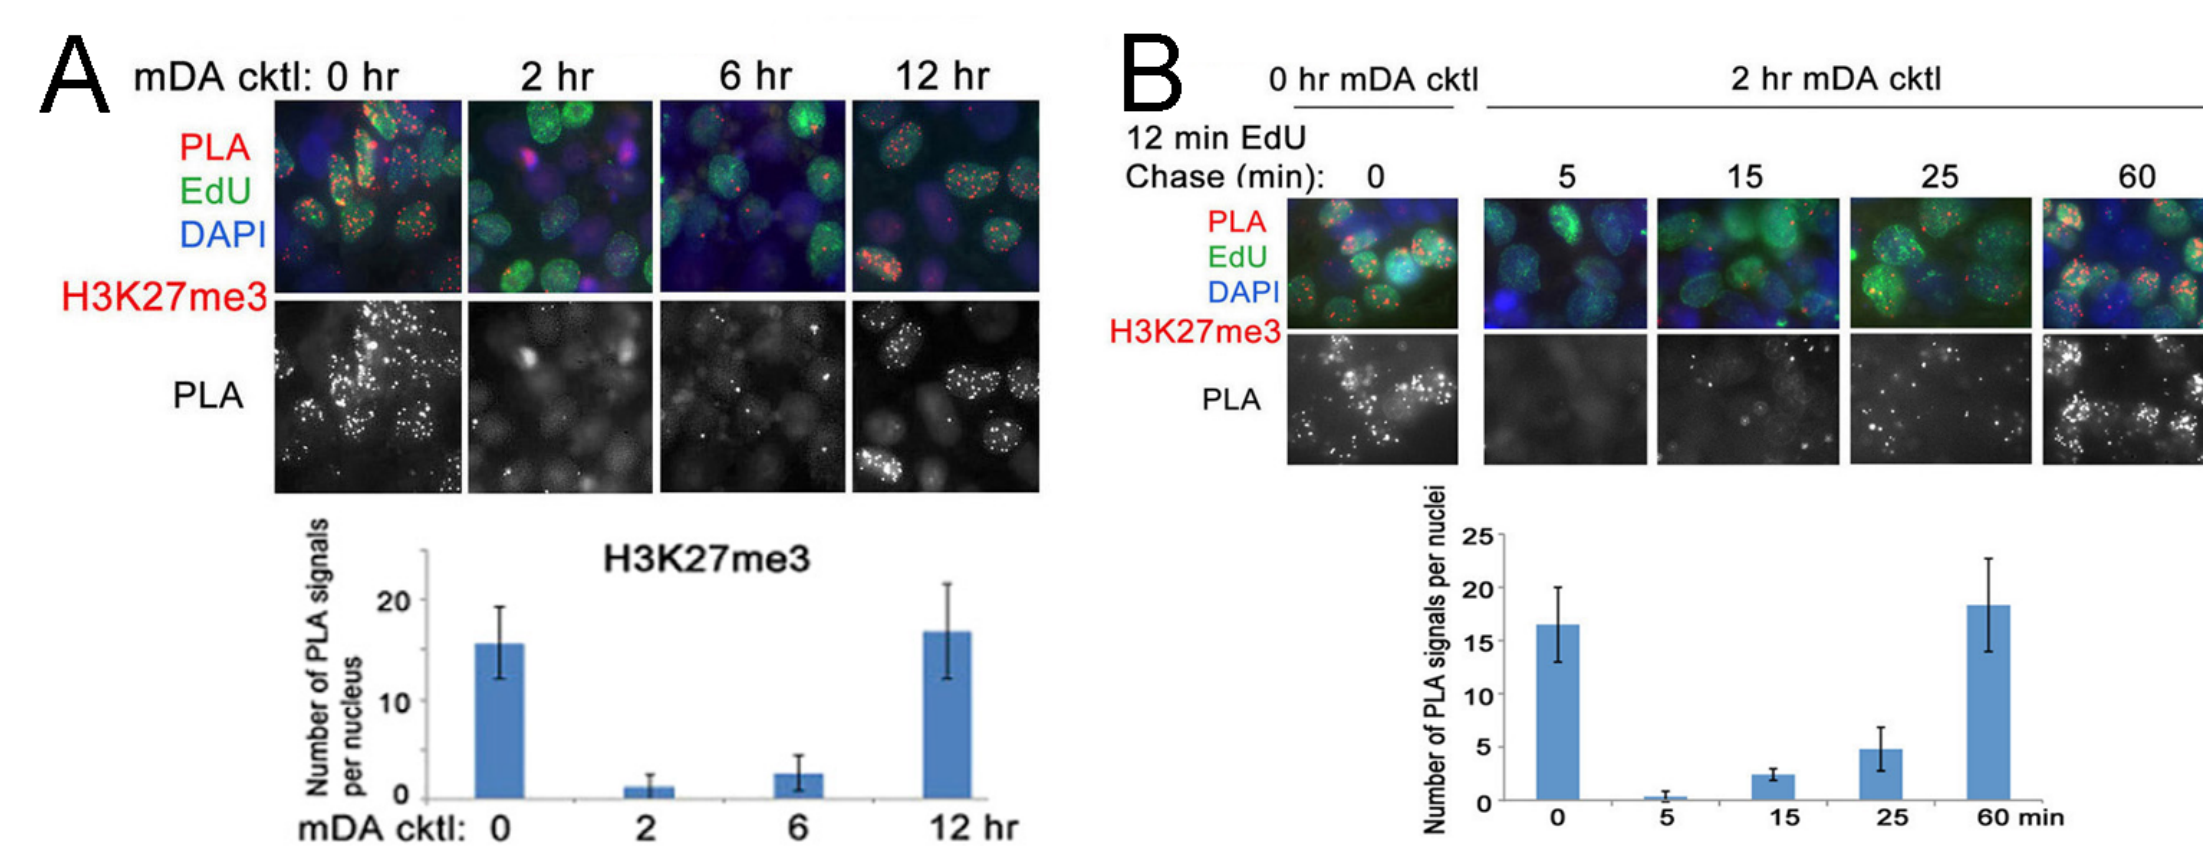 A
mDA cktl: 0 hr 2 hr 6 hr 12 hr
PLA
EdU
DAPI
H3K27me3
PLA
H3K27me3
Number of PLA signals
per nucleus
20
10
0
mDA cktl: 0 2 6 12 hr
B
0 hr mDA cktl 2 hr mDA cktl
12 min EdU
Chase (min): 0 5 15 25 60
PLA
EdU
DAPI
H3K27me3
PLA
Number of PLA signals per nuclei
25
20
15
10
5
0
0 5 15 25 60 min